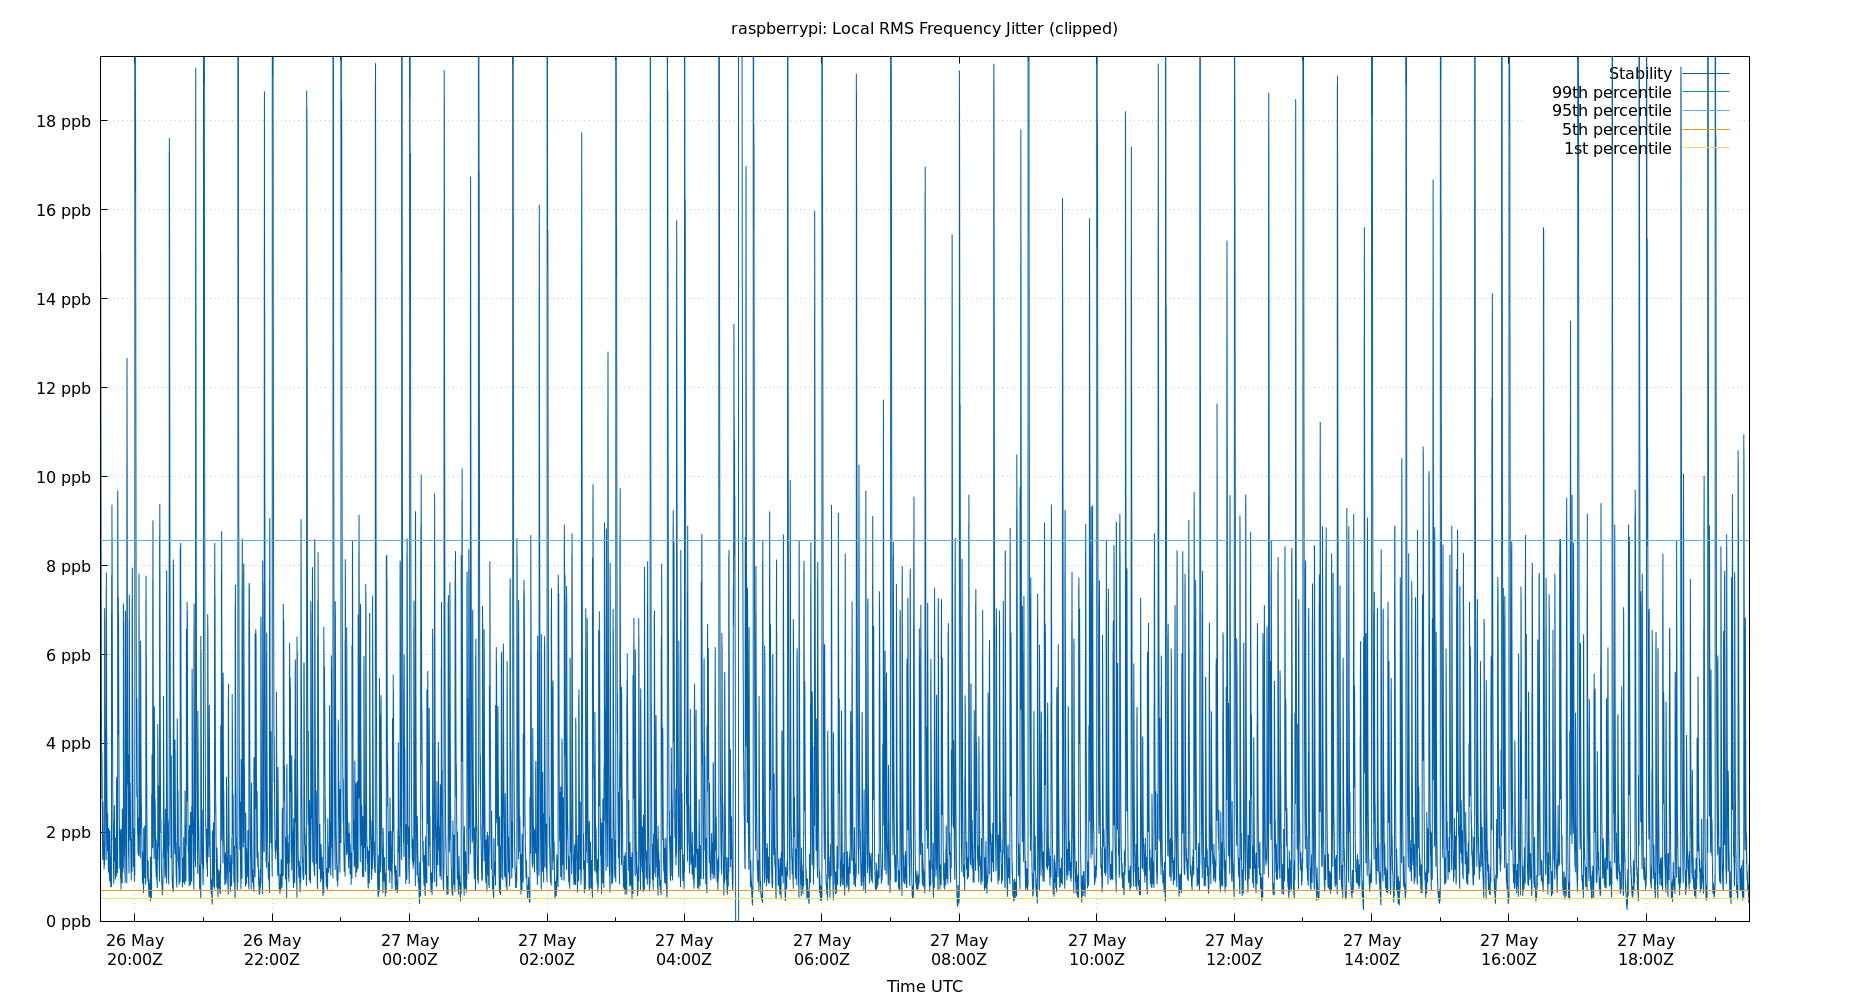 raspberrypi: Local RMS Frequency Jitter (clipped)
Stability
99th percentile
95th percentile
5th percentile
1st percentile
18 ppb
16 ppb
14 ppb
12 ppb
10 ppb
8 ppb
6 ppb
4 ppb
2 ppb
0 ppb
26 May 26 May 27 May 27 May 27 May 27 May 27 May 27 May 27 May 27 May 27 May 27 May
20:00Z 22:00Z 00:00Z 02:00Z 04:00Z 06:00Z 08:00Z 10:00Z 12:00Z 14:00Z 16:00Z 18:00Z
Time UTC